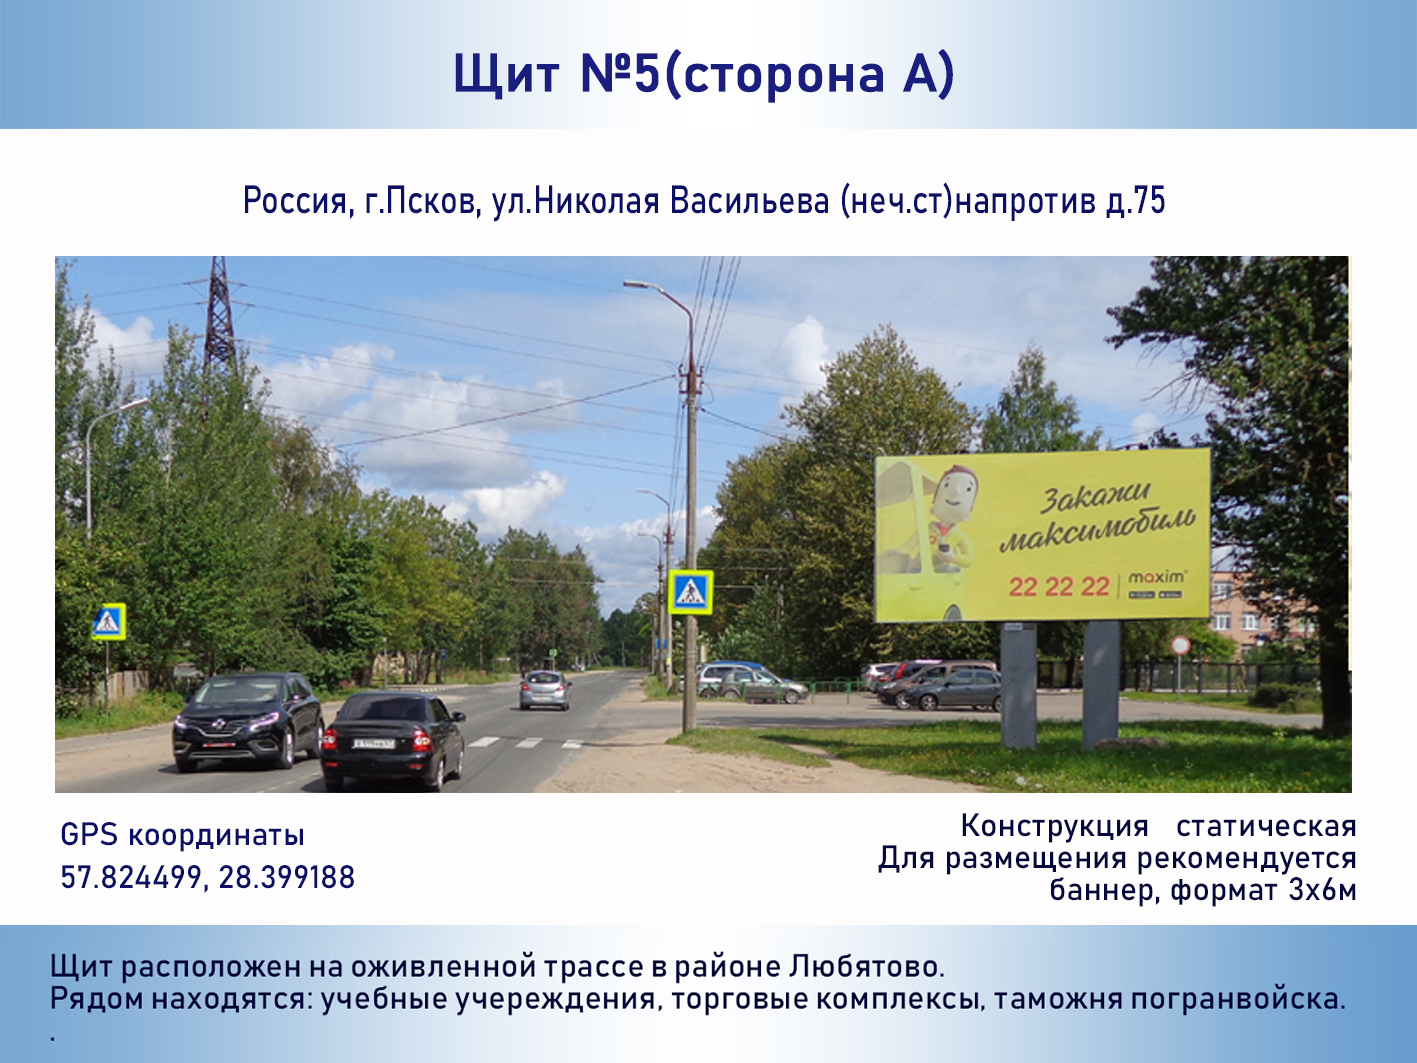 Щит №5(сторона А)
Россия, г.Псков, ул.Николая Васильева (неч.ст)напротив д.75
Закажи
максимобиль
22 22 22 | maxim
GPS координаты
57.824499, 28.399188
Конструкция статическая
Для размещения рекомендуется
баннер, формат 3х6м
Щит расположен на оживленной трассе в районе Любятово.
Рядом находятся: учебные учереждения, торговые комплексы, таможня погранвойска.
.